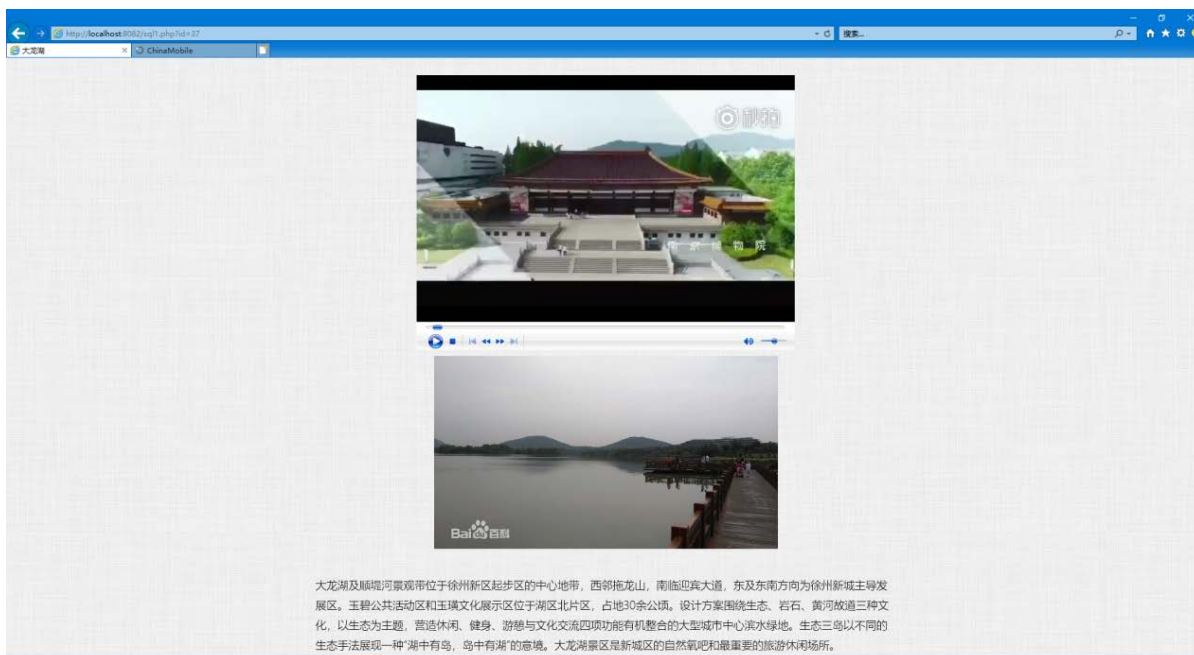 http://localhost:8082/sql1.php?id=37
搜索...
大龙湖
ChinaMobile
秒拍
物 院
Bai百科
大龙湖及顺堤河景观带位于徐州新区起步区的中心地带，西邻拖龙山，南临迎宾大道，东及东南方向为徐州新城主导发
展区。玉碧公共活动区和玉璜文化展示区位于湖区北片区，占地30余公顷。设计方案围绕生态、岩石、黄河故道三种文
化，以生态为主题，营造休闲、健身、游憩与文化交流四项功能有机整合的大型城市中心滨水绿地。生态三岛以不同的
生态手法展现一种“湖中有岛，岛中有湖”的意境。大龙湖景区是新城区的自然氧吧和最重要的旅游休闲场所。